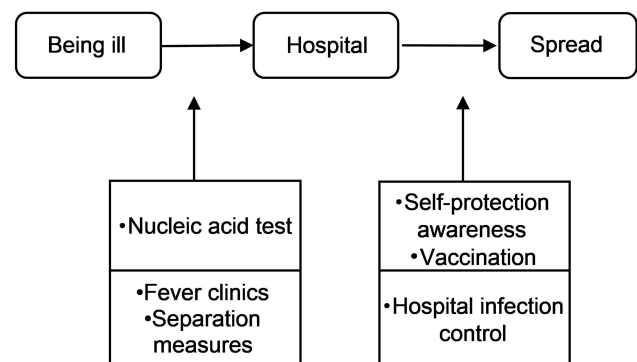 Being ill
Hospital
Spread
•Nucleic acid test
•Fever clinics
•Separation
measures
•Self-protection
awareness
•Vaccination
•Hospital infection
control